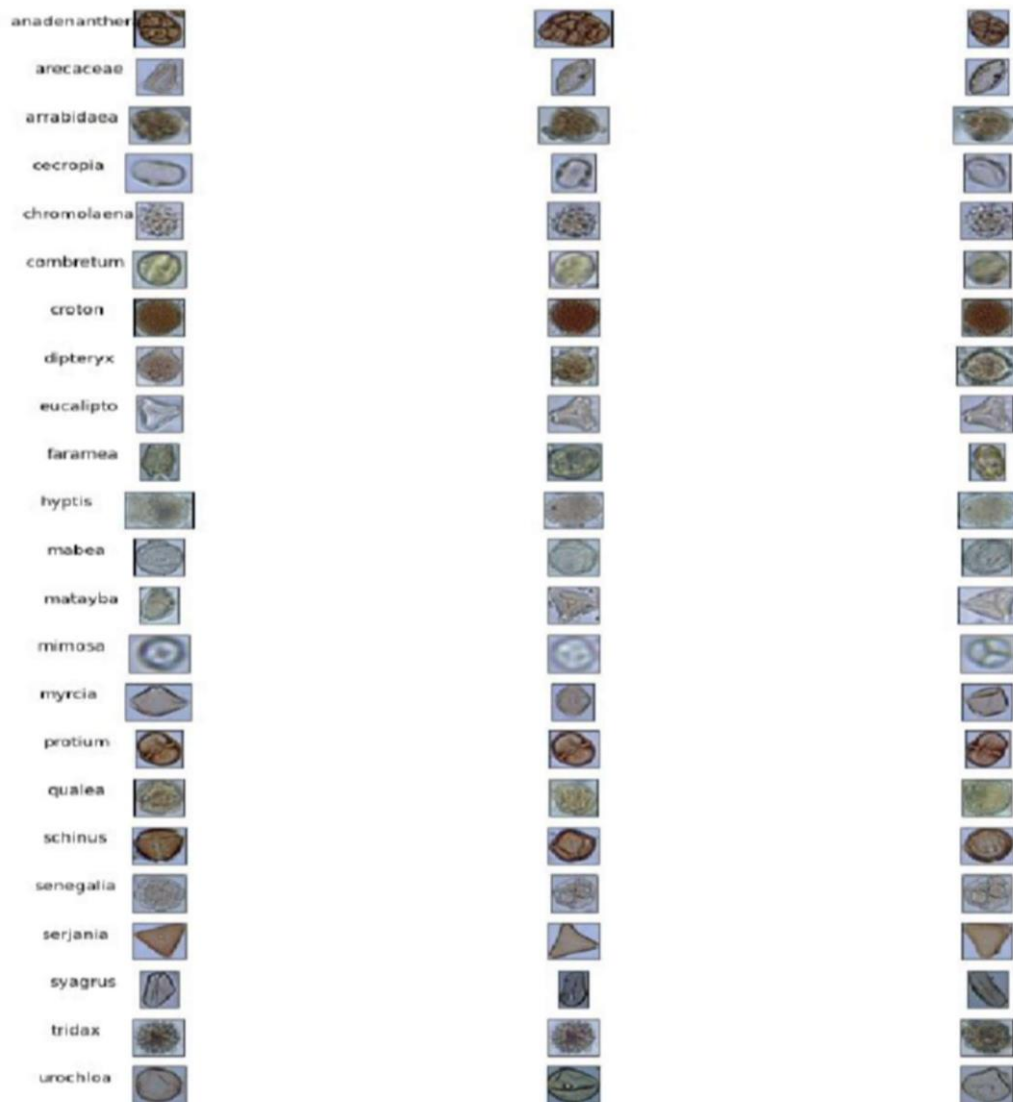 anadenanther
arecaceae
arrabidaea
cecropia
chromolaena
combretum
croton
dipteryx
eucalipto
faramea
hyptis
mabea
matayba
mimosa
myrcia
protium
qualea
schinus
senegalia
serjania
syagrus
tridax
urochloa